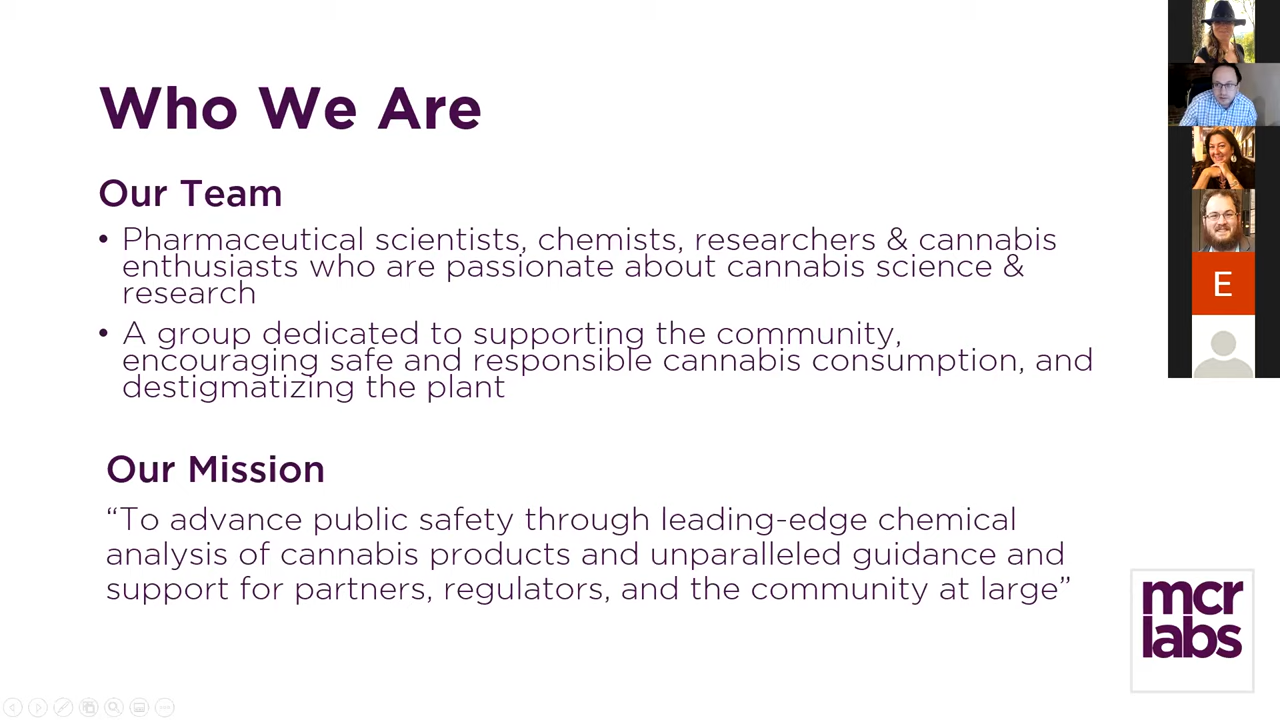 Who We Are
Our Team
• Pharmaceutical scientists, chemists, researchers & cannabis
enthusiasts who are passionate about cannabis science &
research
• A group dedicated to supporting the community,
encouraging safe and responsible cannabis consumption, and
destigmatizing the plant
Our Mission
“To advance public safety through leading-edge chemical
analysis of cannabis products and unparalleled guidance and
support for partners, regulators, and the community at large”
E
mcr
labs